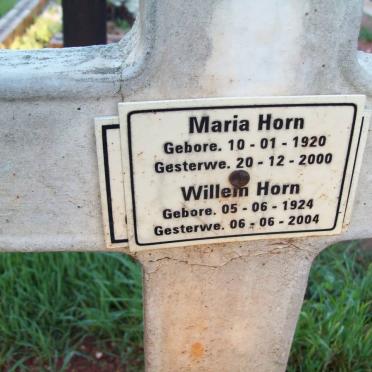 Maria Horn
Gebore. 10 - 01 - 1920
Gesterwe. 20 - 12 - 2000
Willem Horn
Gebore. 05 - 06 - 1924
Gesterwe. 06 - 06 - 2004